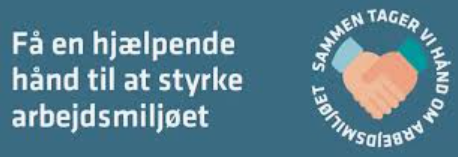 Få en hjælpende
hånd til at styrke
arbejdsmiljøet
SAMMEN TAGER VI HÅND OM ARBEJDSMILJØET